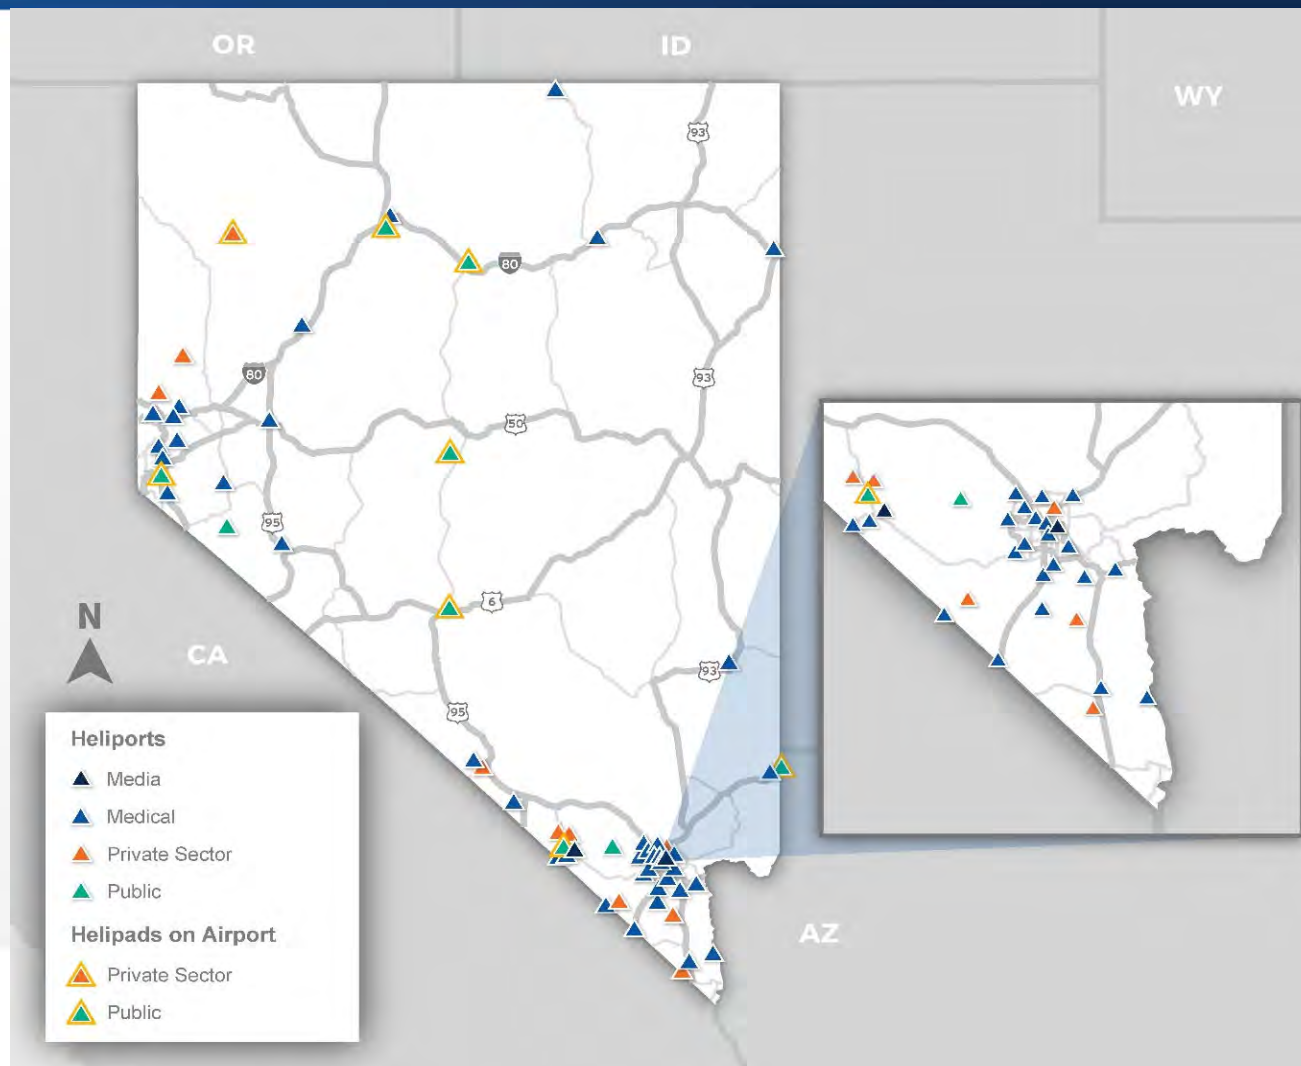 OR
ID
WY
93
80
93
80
50
95
N
6
CA
93
95
Heliports
Media
Medical
Private Sector
Public
Helipads on Airport
Private Sector
Public
AZ